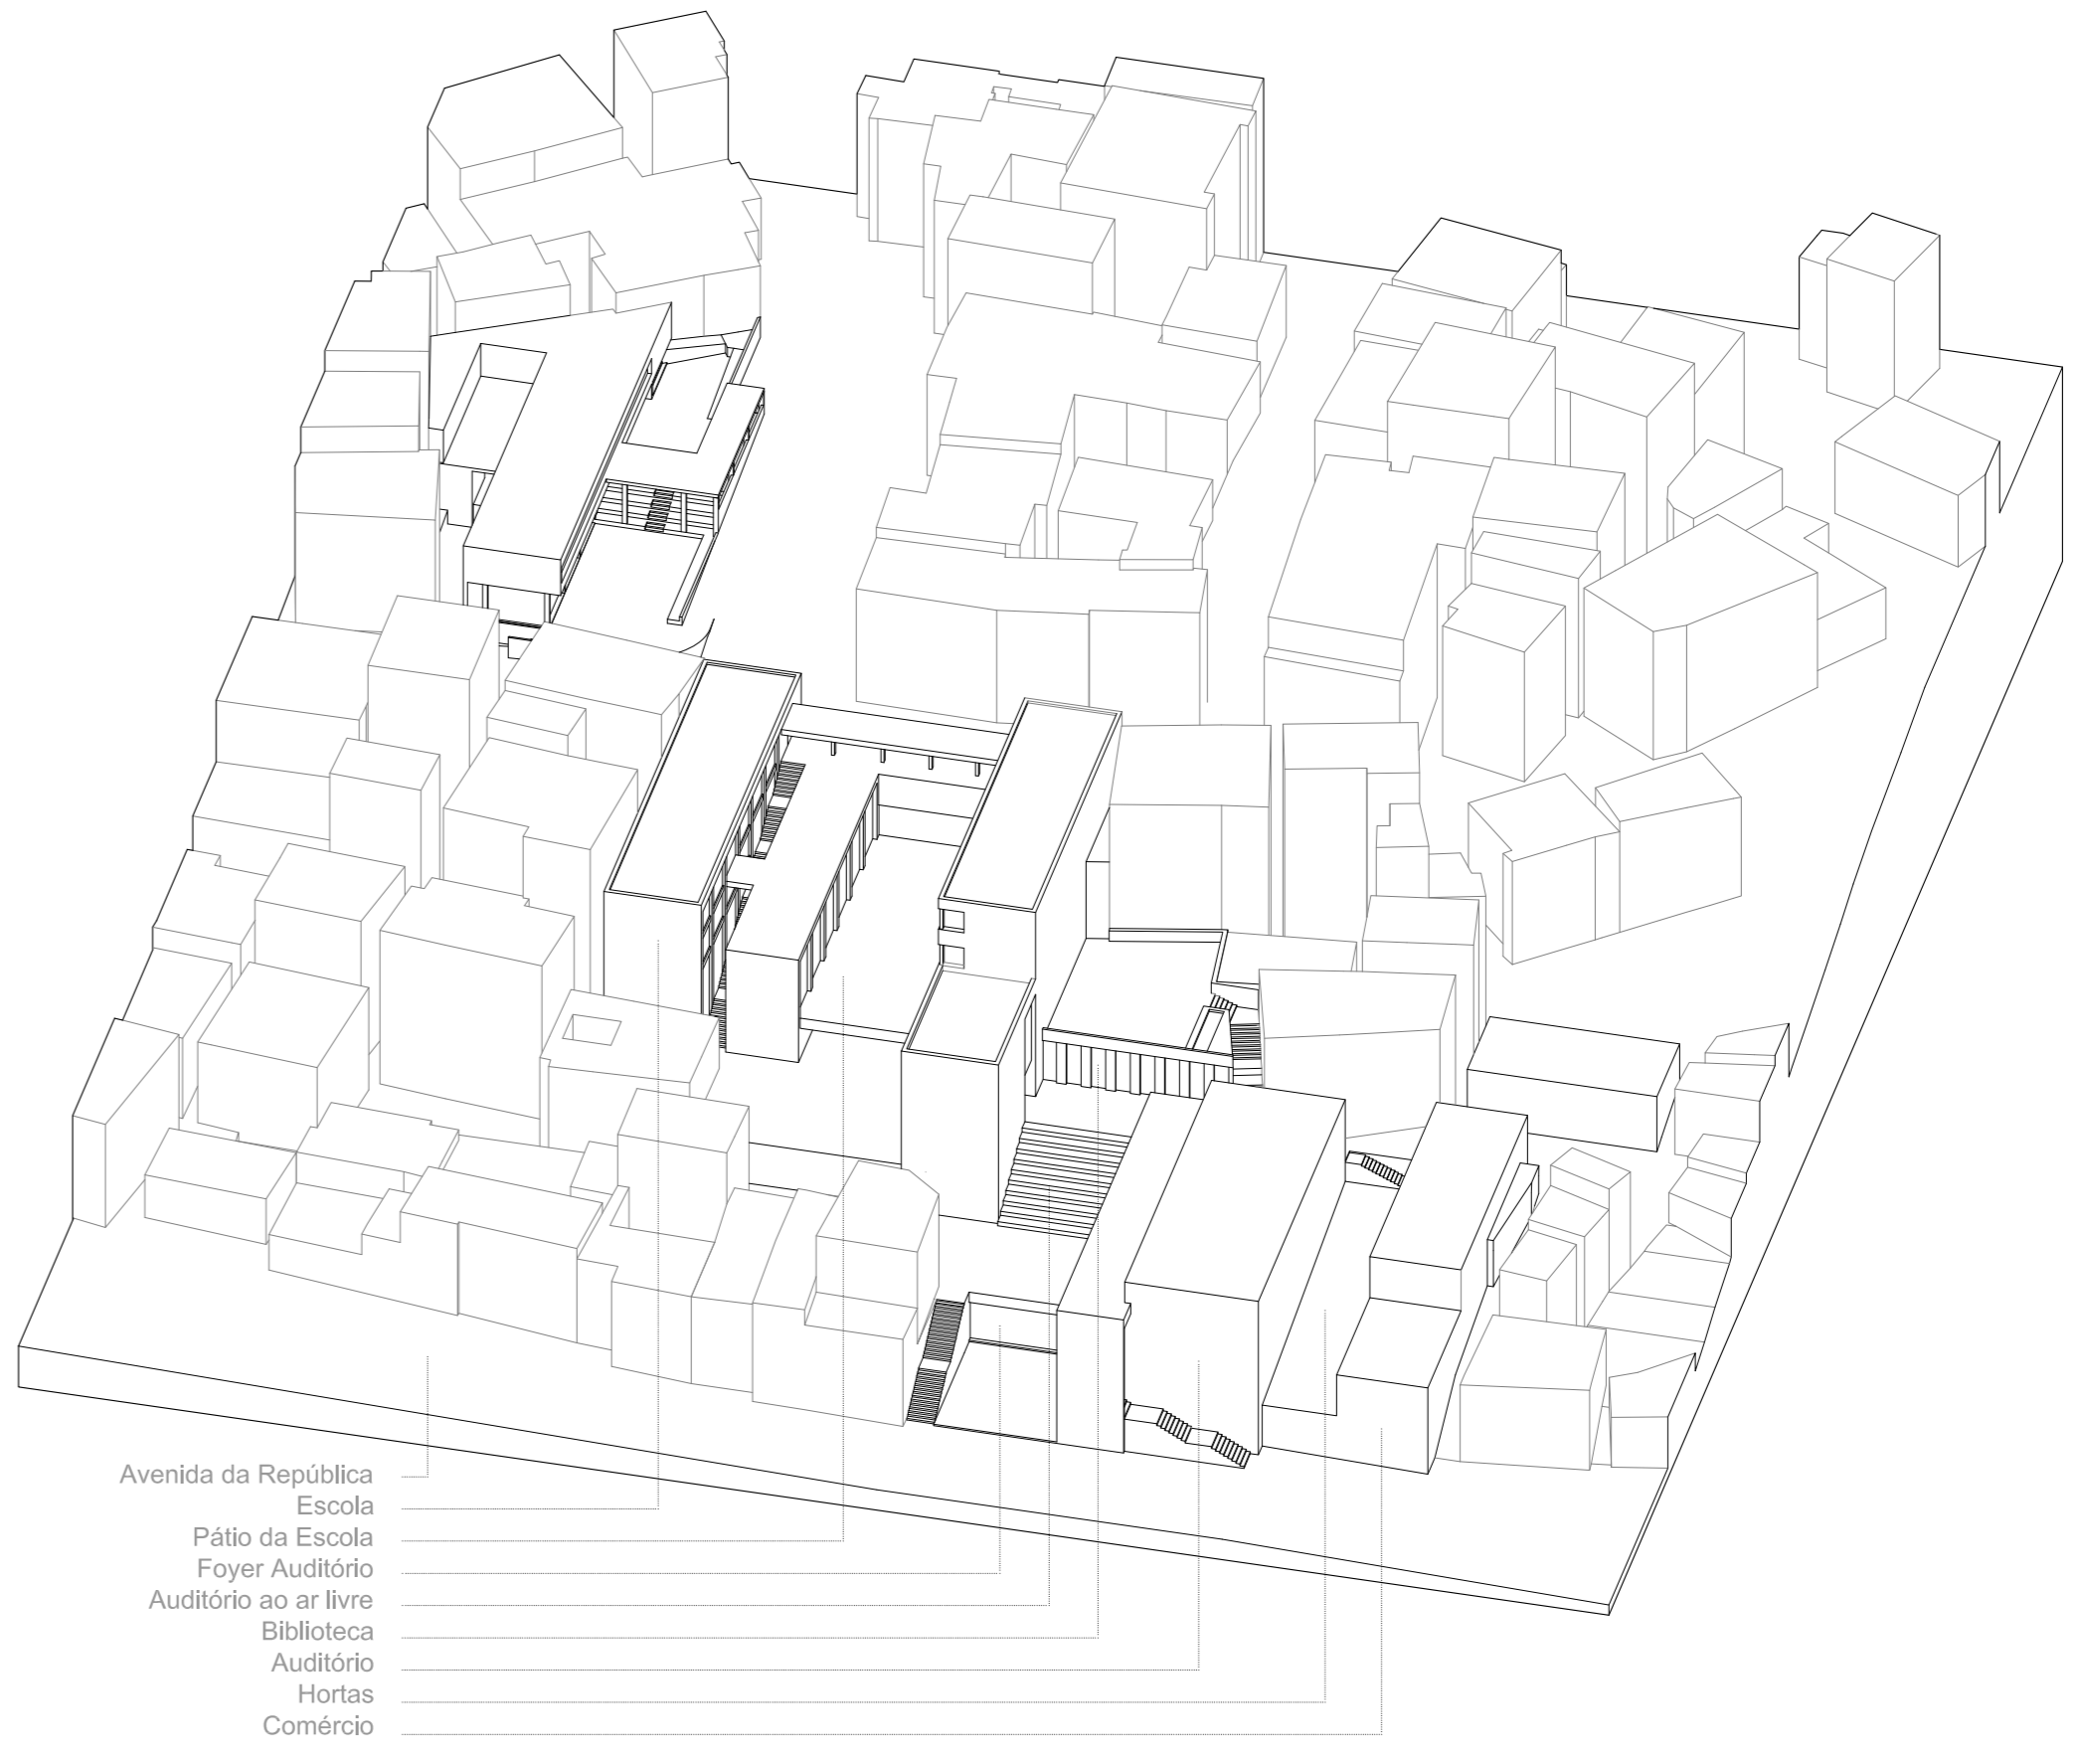 Avenida da República
Escola
Pátio da Escola
Foyer Auditório
Auditório ao ar livre
Biblioteca
Auditório
Hortas
Comércio